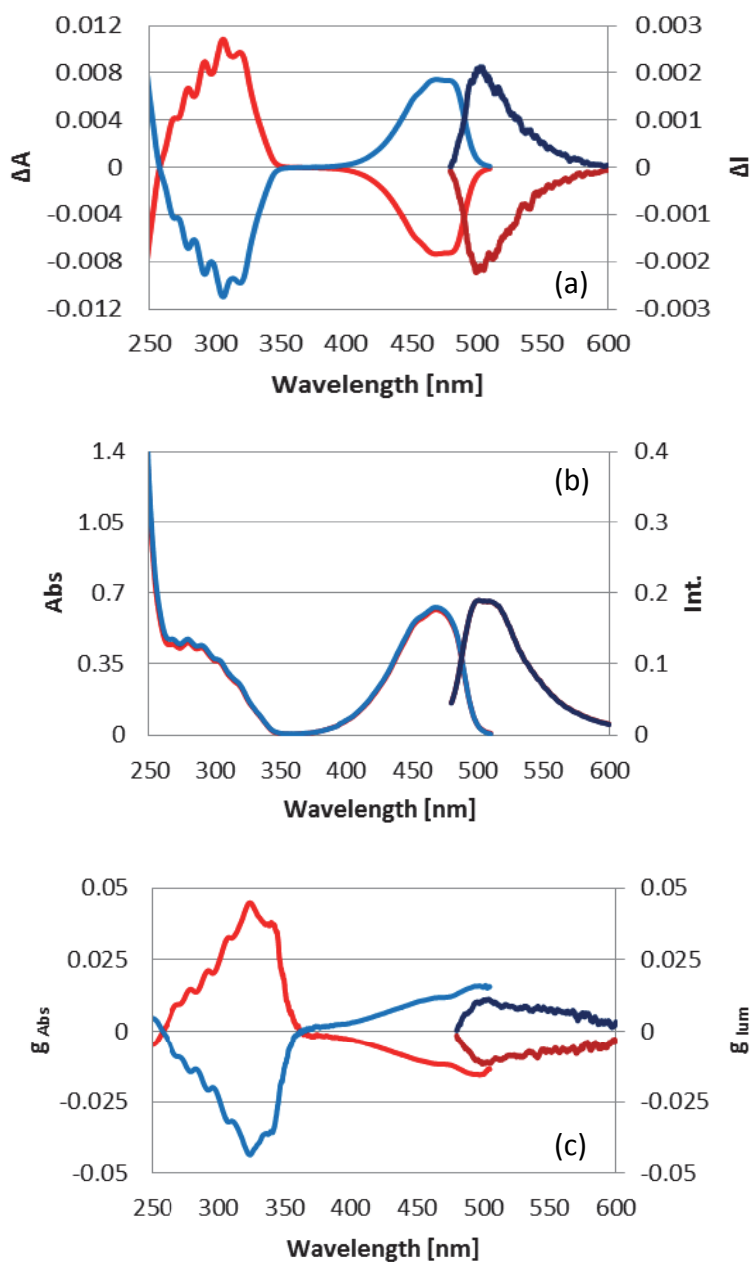 0.012 0.003
0.008 0.002
0.004 0.001
0 0
-0.004 -0.001
-0.008 -0.002
-0.012 -0.003
ΔA
ΔI
(a)
250 300 350 400 450 500 550 600
Wavelength [nm]
1.4 0.4
1.05 0.3
0.7 0.2
0.35 0.1
0 0
Abs
Int.
(b)
250 300 350 400 450 500 550 600
Wavelength [nm]
0.05 0.05
0.025 0.025
0 0
-0.025 -0.025
-0.05 -0.05
g Abs
g lum
(c)
250 300 350 400 450 500 550 600
Wavelength [nm]